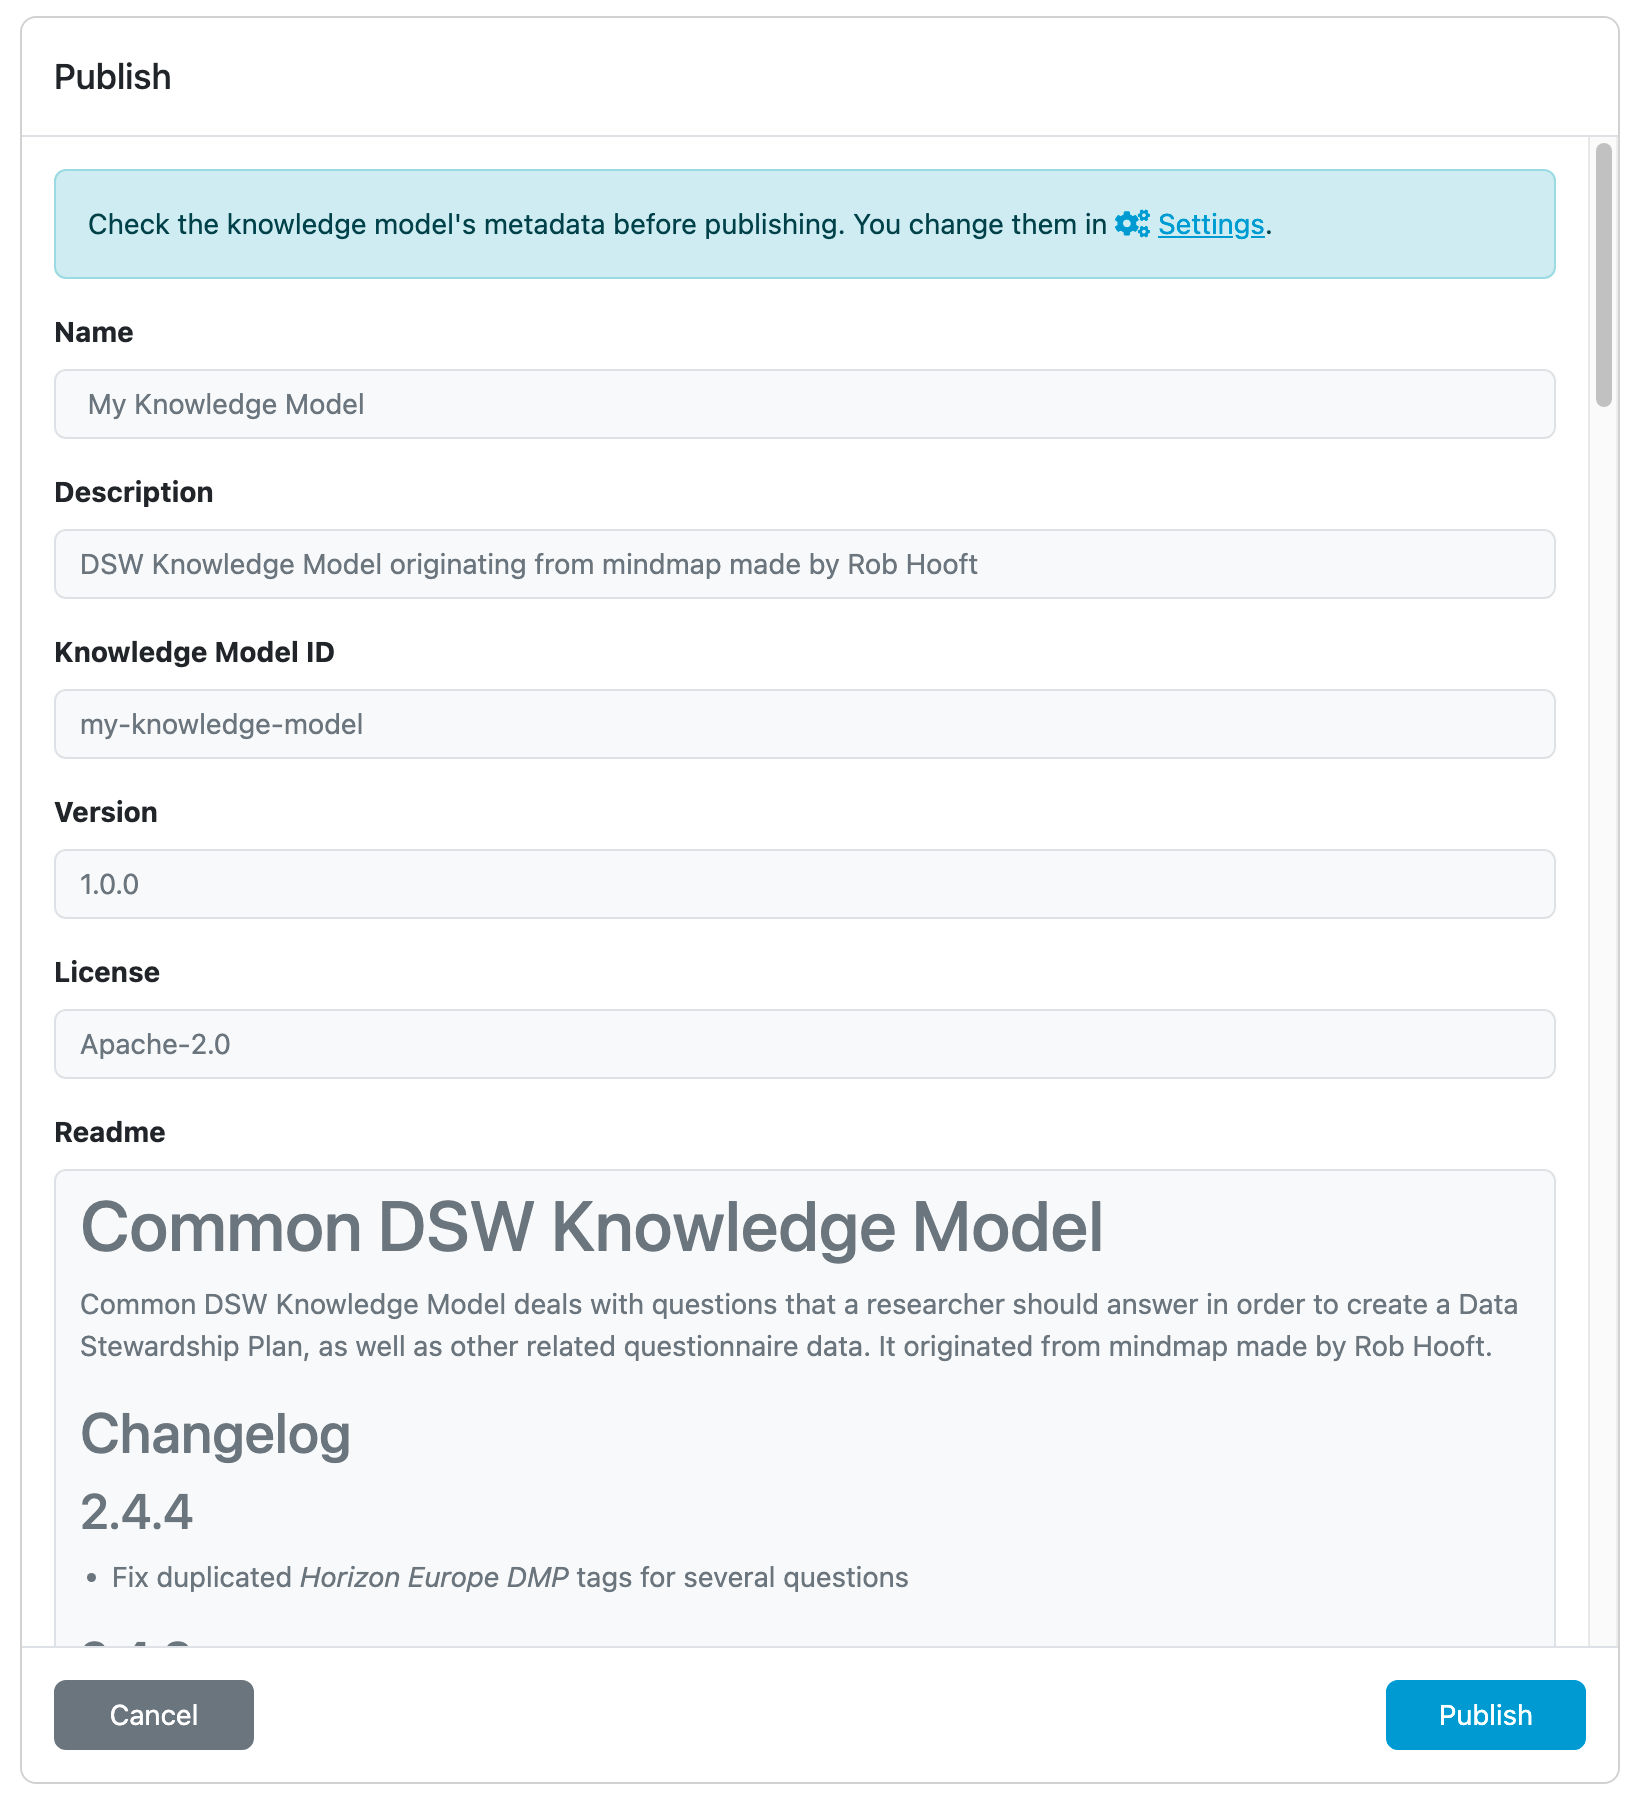 Publish
Check the knowledge model's metadata before publishing. You change them in Settings.
Name
My Knowledge Model
Description
DSW Knowledge Model originating from mindmap made by Rob Hooft
Knowledge Model ID
my-knowledge-model
Version
1.0.0
License
Apache-2.0
Readme
Common DSW Knowledge Model
Common DSW Knowledge Model deals with questions that a researcher should answer in order to create a Data
Stewardship Plan, as well as other related questionnaire data. It originated from mindmap made by Rob Hooft.
Changelog
2.4.4
• Fix duplicated Horizon Europe DMP tags for several questions
Cancel
Publish